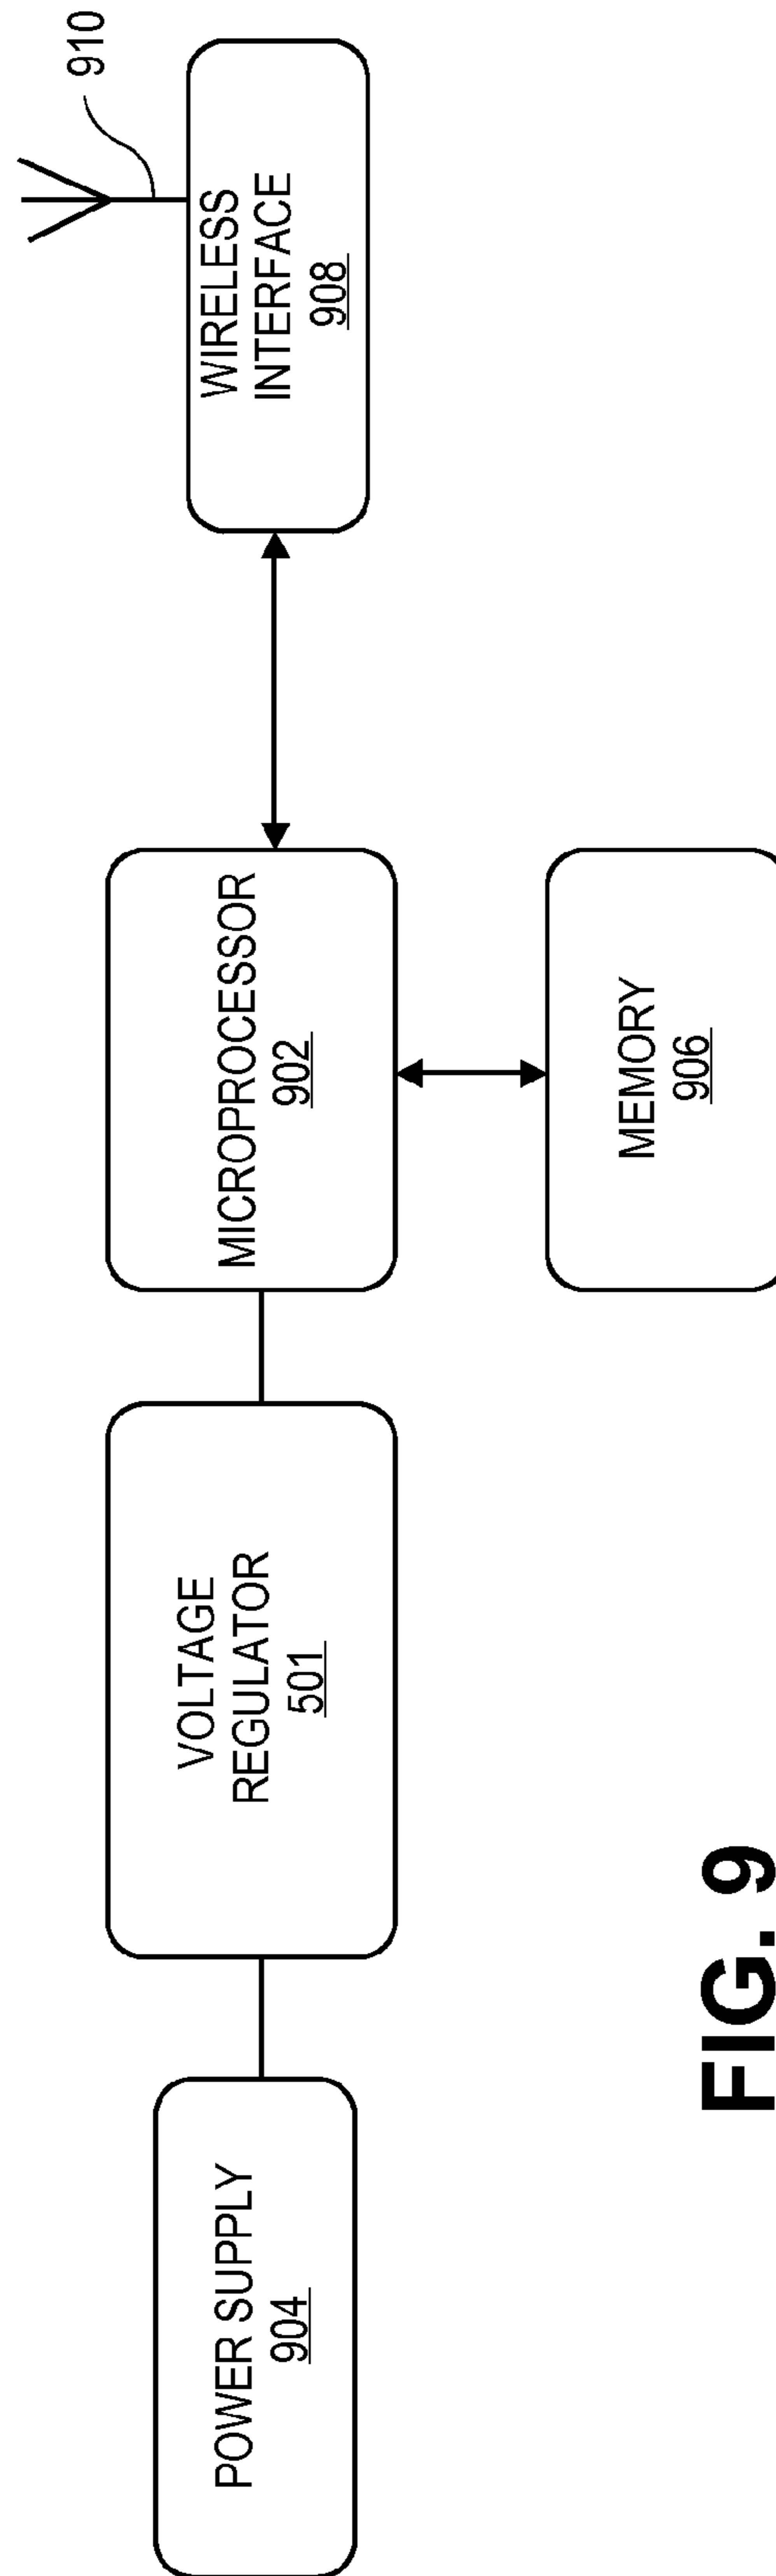 POWER SUPPLY
904
VOLTAGE
REGULATOR
501
MICROPROCESSOR
902
MEMORY
906
WIRELESS
INTERFACE
908
910
FIG. 9